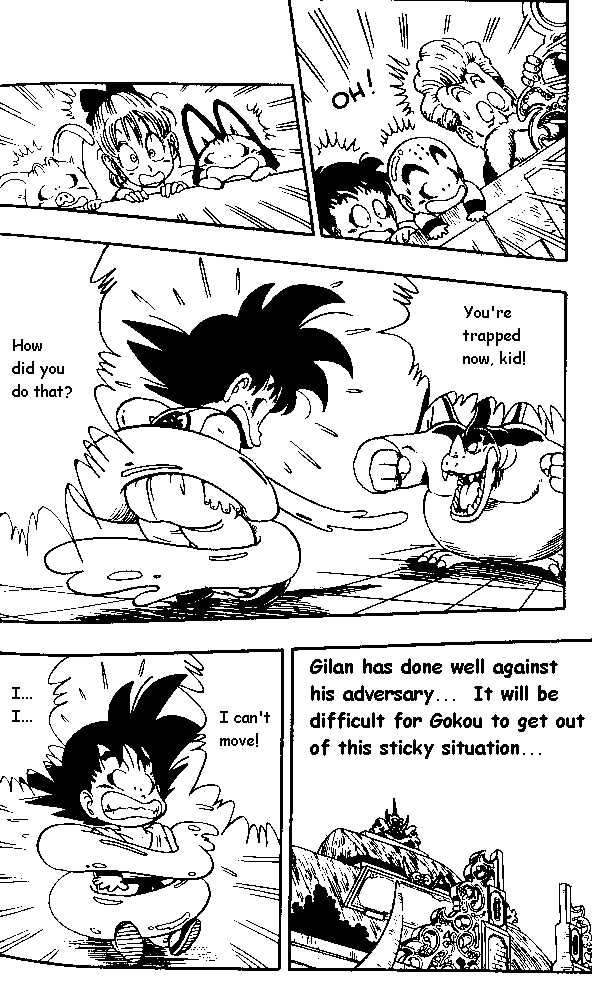 OH!
You're
trapped
now, kid!
How
did you
do that?
I...
I...
I can't
move!
Gilan has done well against
his adversary... It will be
difficult for Gokou to get out
of this sticky situation...